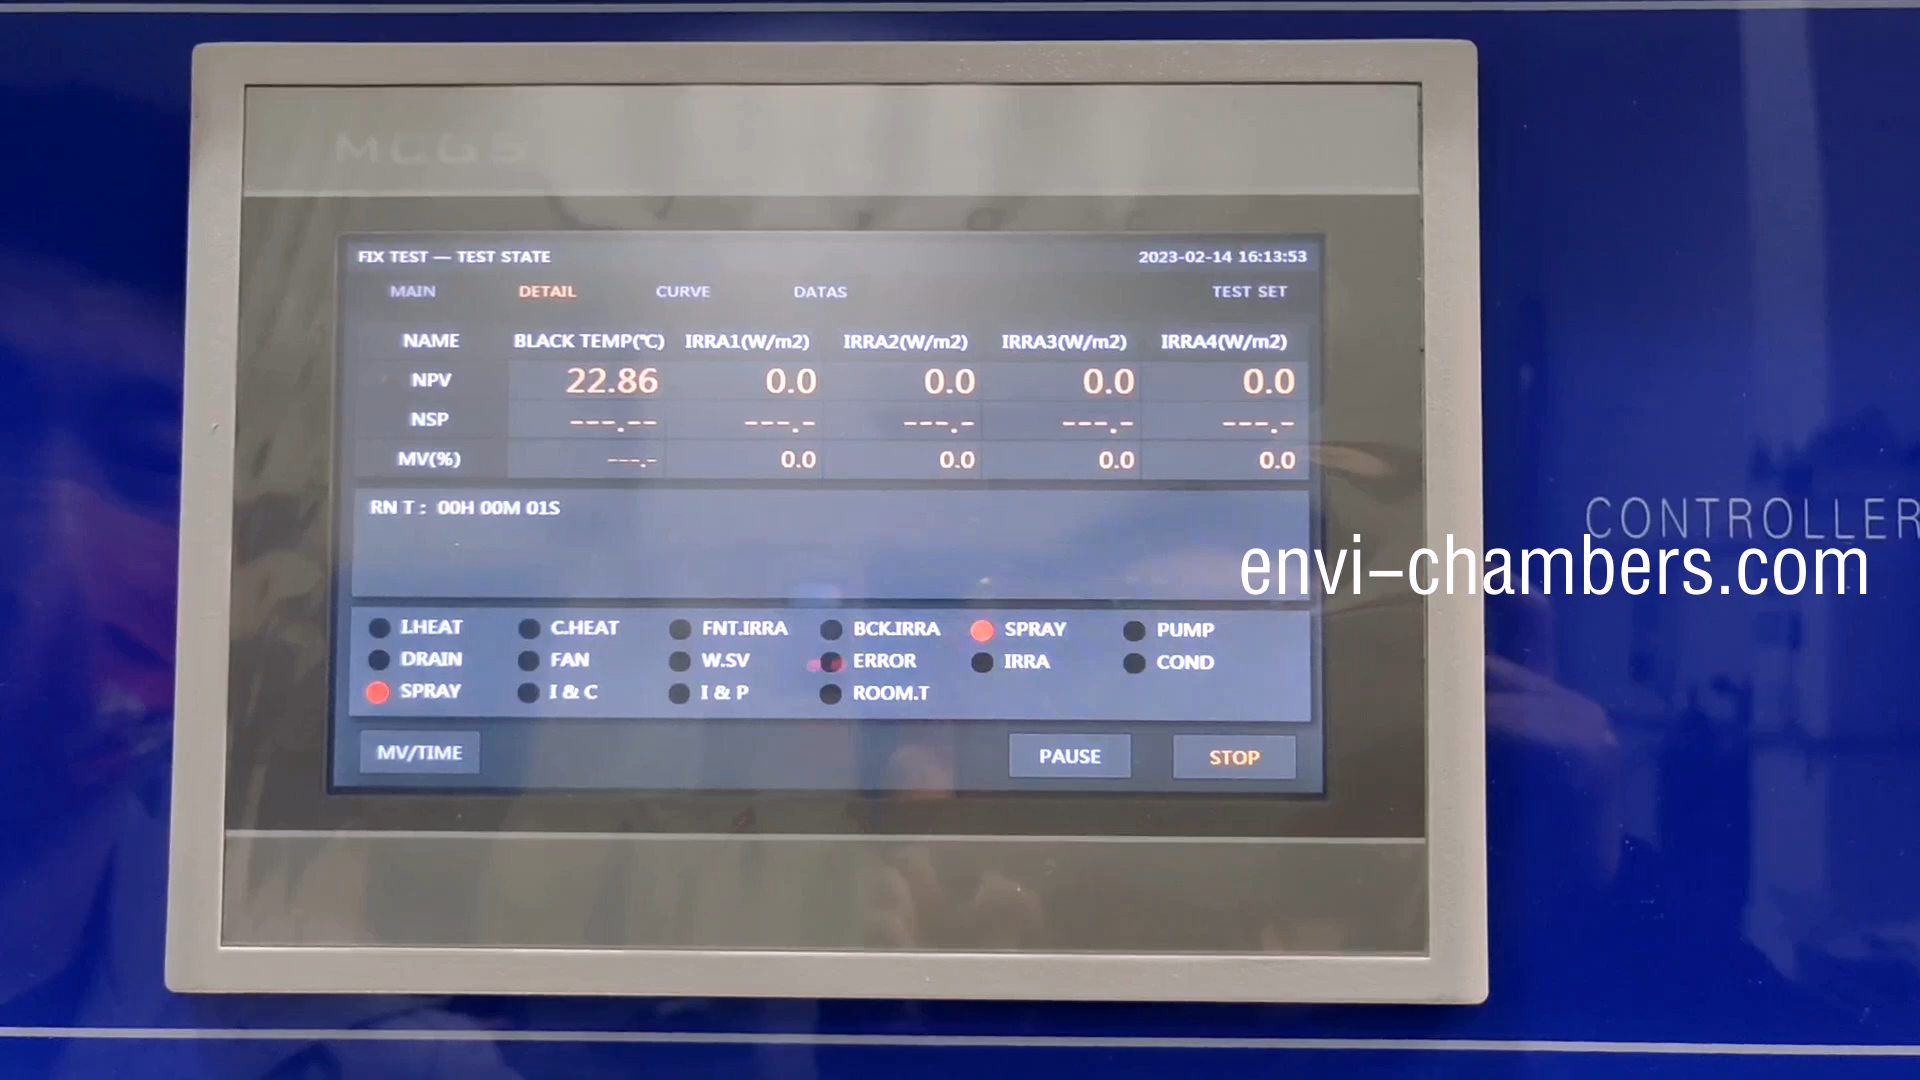 MCGS
FIX TEST — TEST STATE 2023-02-14 16:13:53
MAIN DETAIL CURVE DATAS TEST SET
NAME BLACK TEMP(℃) IRRA1(W/m2) IRRA2(W/m2) IRRA3(W/m2) IRRA4(W/m2)
NPV 22.86 0.0 0.0 0.0 0.0
NSP ---.-- ---.- ---.- ---.- ---.-
MV(%) ---.- 0.0 0.0 0.0 0.0
RN T : 00H 00M 01S
CONTROLLER
envi-chambers.com
I.HEAT C.HEAT FNT.IRRA BCK.IRRA SPRAY PUMP
DRAIN FAN W.SV ERROR IRRA COND
SPRAY I & C I & P ROOM.T
MV/TIME PAUSE STOP